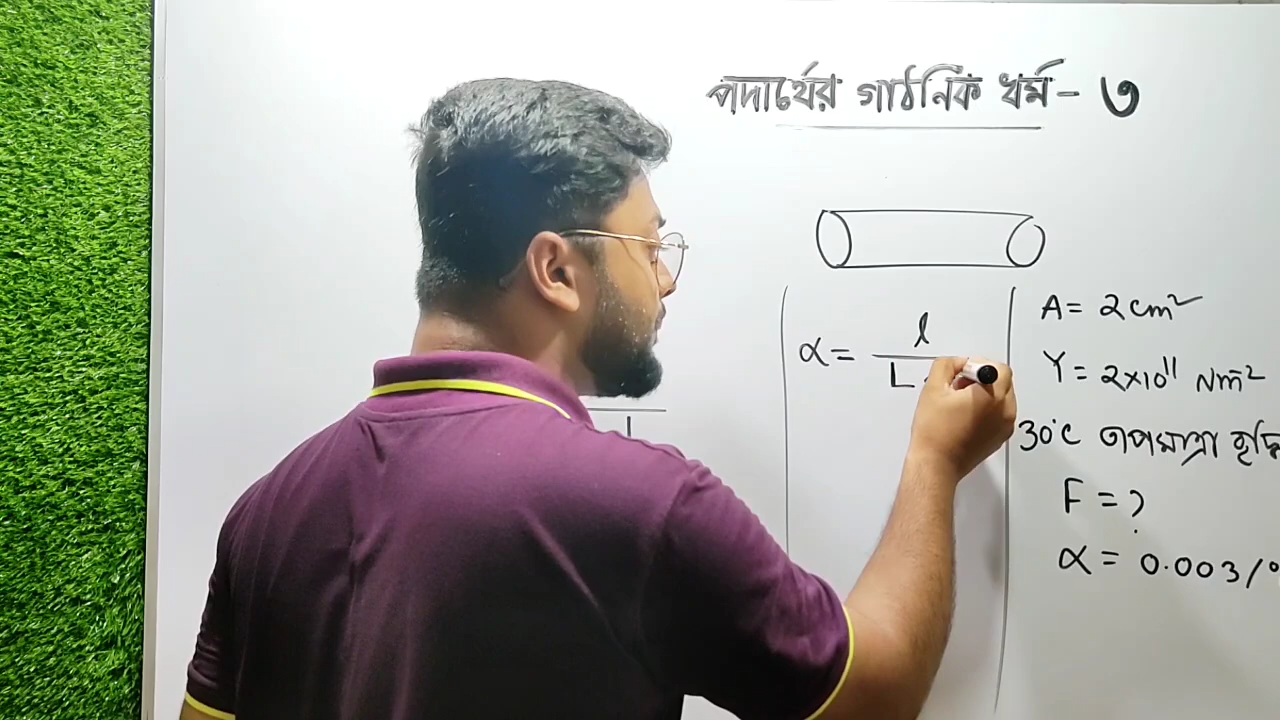 পদার্থের গাঠনিক ধর্ম - ৩
α = l
L
A = 2 cm²
Y = 2×10¹¹ Nm⁻²
30°C তাপমাত্রা বৃদ্ধি
F = ?
α = 0.003/°